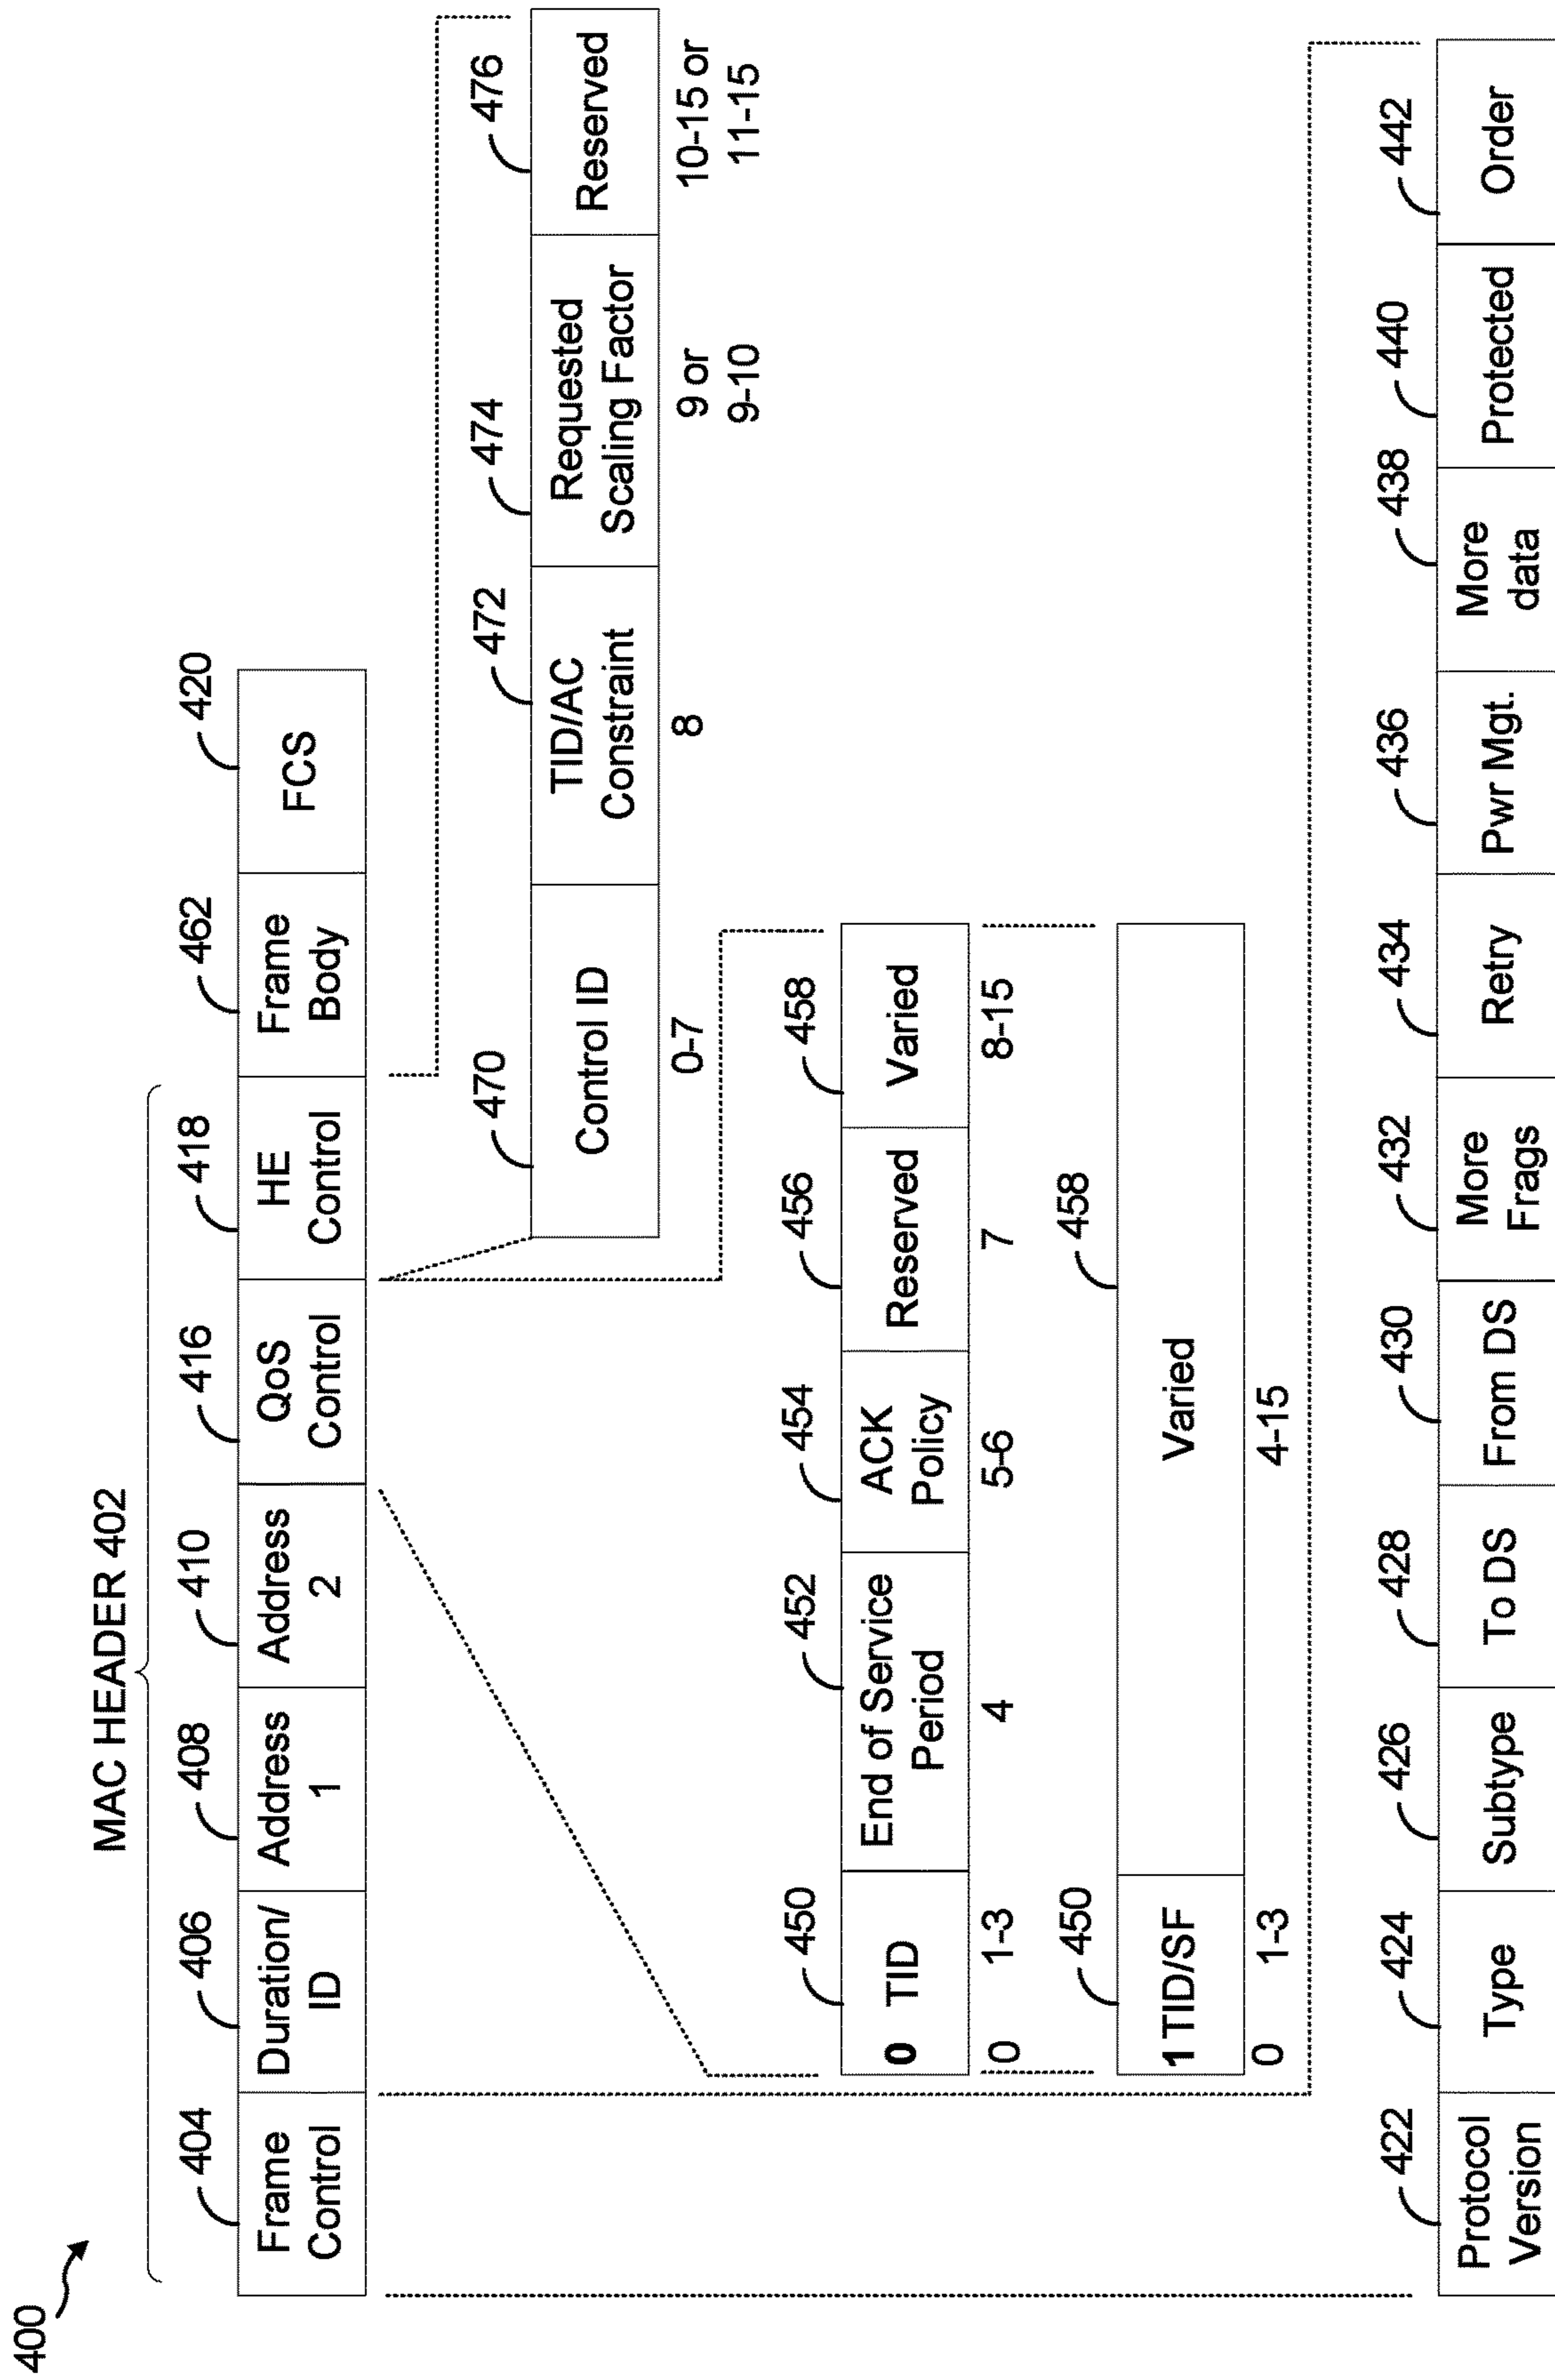 400
MAC HEADER 402
404
406
408
410
416
418
462
420
Frame
Control
Duration/
ID
Address
1
Address
2
QoS
Control
HE
Control
Frame
Body
FCS
470
472
474
476
Control ID
TID/AC
Constraint
Requested
Scaling Factor
Reserved
0-7
8
9 or
9-10
10-15 or
11-15
450
452
454
456
458
0 TID
End of Service
Period
ACK
Policy
Reserved
Varied
0
1-3
4
5-6
7
8-15
450
458
1 TID/SF
Varied
0
1-3
4-15
422
424
426
428
430
432
434
436
438
440
442
Protocol
Version
Type
Subtype
To DS
From DS
More
Frags
Retry
Pwr Mgt.
More
data
Protected
Order